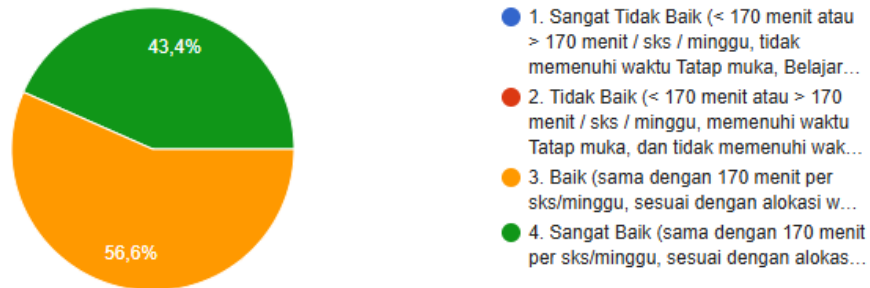 43,4%
56,6%
1. Sangat Tidak Baik (< 170 menit atau
> 170 menit / sks / minggu, tidak
memenuhi waktu Tatap muka, Belajar…
2. Tidak Baik (< 170 menit atau > 170
menit / sks / minggu, memenuhi waktu
Tatap muka, dan tidak memenuhi wak…
3. Baik (sama dengan 170 menit per
sks/minggu, sesuai dengan alokasi w…
4. Sangat Baik (sama dengan 170 menit
per sks/minggu, sesuai dengan alokas…